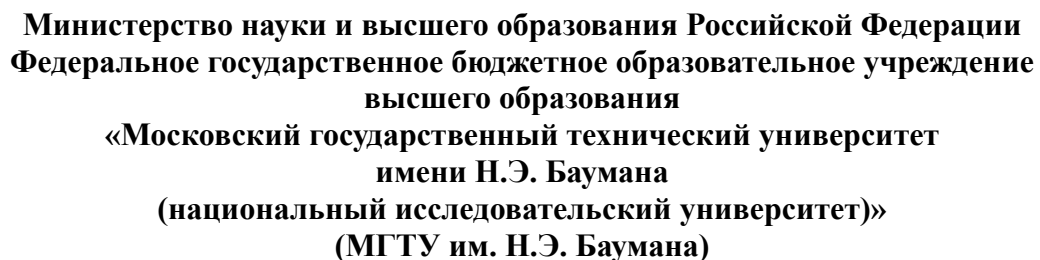 Министерство науки и высшего образования Российской Федерации
Федеральное государственное бюджетное образовательное учреждение
высшего образования
«Московский государственный технический университет
имени Н.Э. Баумана
(национальный исследовательский университет)»
(МГТУ им. Н.Э. Баумана)